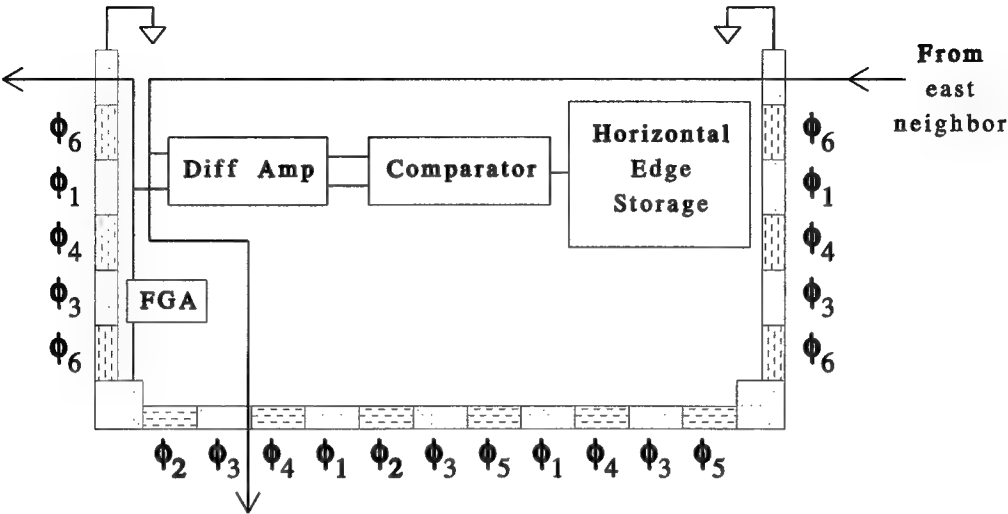 From
east
neighbor
ϕ6
ϕ1
ϕ4
ϕ3
ϕ6
Diff Amp
Comparator
Horizontal
Edge
Storage
FGA
ϕ6
ϕ1
ϕ4
ϕ3
ϕ6
ϕ2 ϕ3 ϕ4 ϕ1 ϕ2 ϕ3 ϕ5 ϕ1 ϕ4 ϕ3 ϕ5